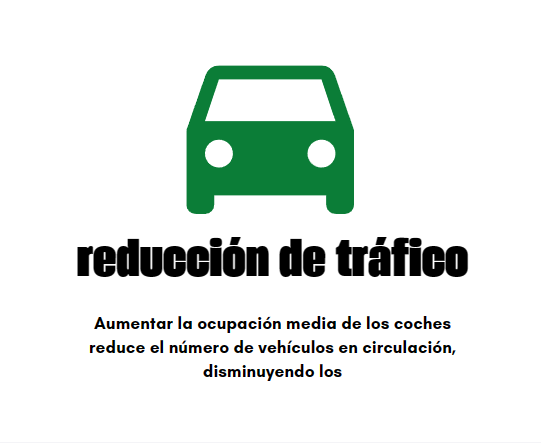 reducción de tráfico
Aumentar la ocupación media de los coches
reduce el número de vehículos en circulación,
disminuyendo los